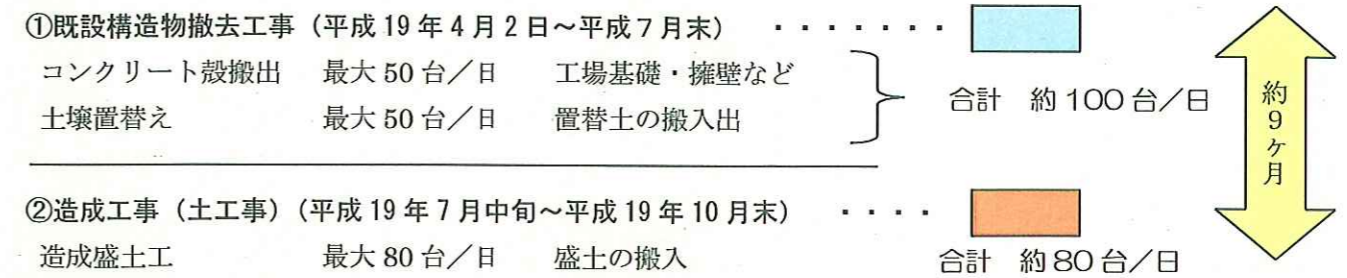 ①既設構造物撤去工事（平成19年4月2日～平成7月末）　・・・・・・・
コンクリート殻搬出　最大50台／日　工場基礎・擁壁など
土壌置替え　最大50台／日　置替土の搬入出
合計　約100台／日
②造成工事（土工事）（平成19年7月中旬～平成19年10月末）　・・・・
造成盛土工　最大80台／日　盛土の搬入
合計　約80台／日
約9ヶ月